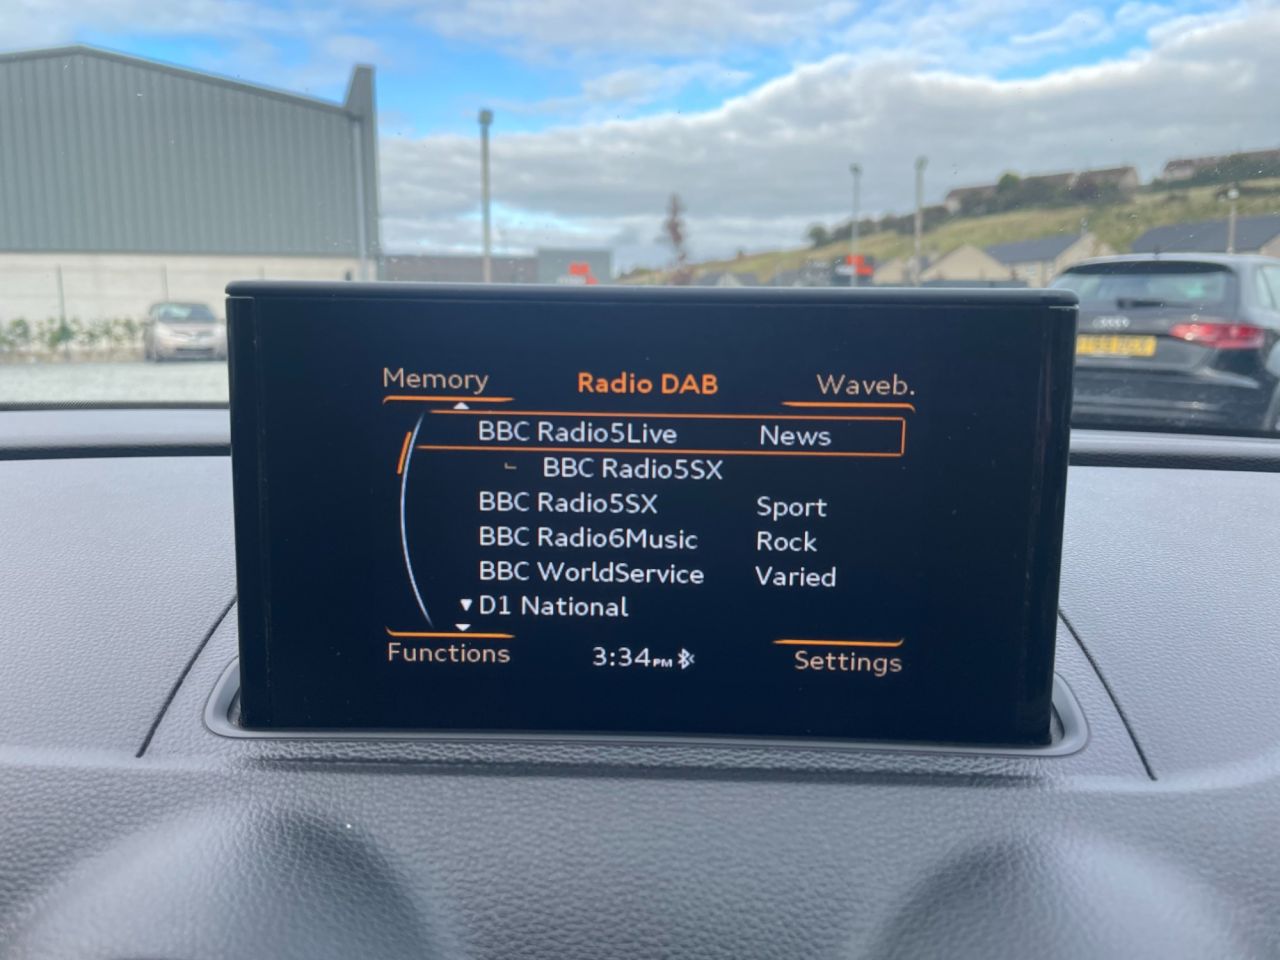 Memory Radio DAB Waveb.
BBC Radio5Live News
BBC Radio5SX
BBC Radio5SX Sport
BBC Radio6Music Rock
BBC WorldService Varied
D1 National
Functions 3:34PM Settings